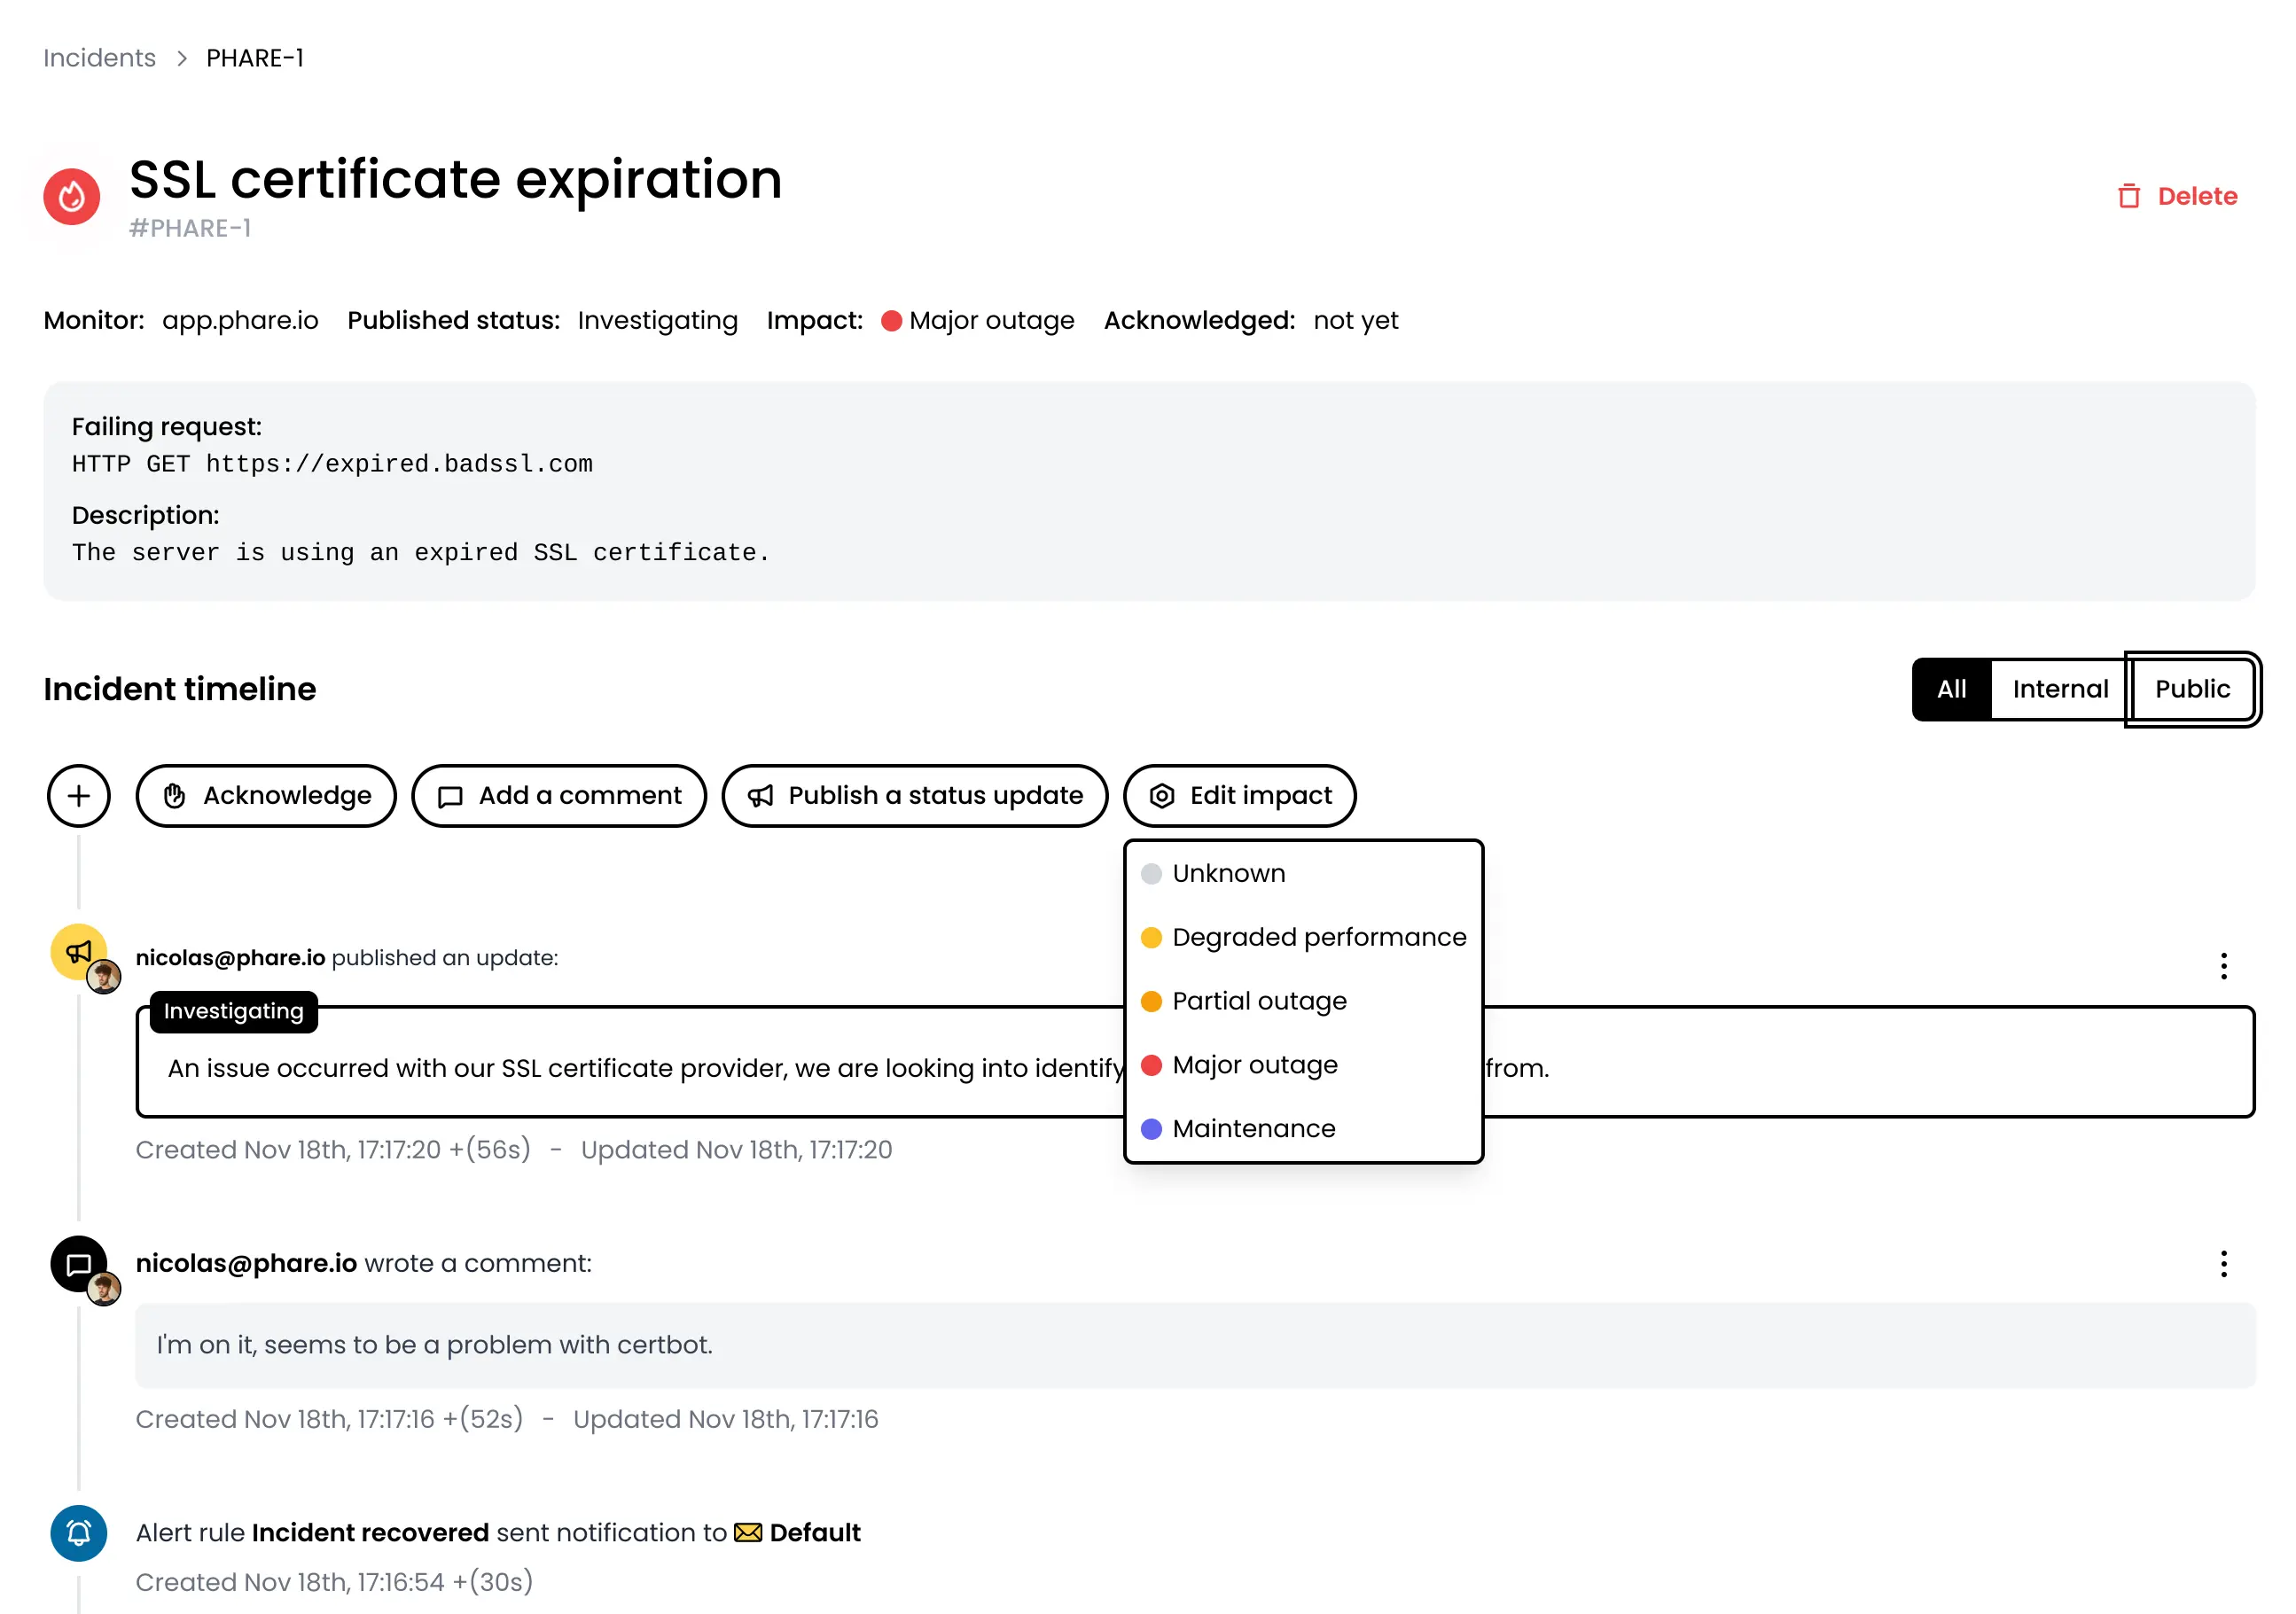 Incidents > PHARE-1
SSL certificate expiration
#PHARE-1
Delete
Monitor: app.phare.io Published status: Investigating Impact: Major outage Acknowledged: not yet
Failing request:
HTTP GET https://expired.badssl.com
Description:
The server is using an expired SSL certificate.
Incident timeline
All Internal Public
Acknowledge Add a comment Publish a status update Edit impact
Unknown
Degraded performance
Partial outage
Major outage
Maintenance
nicolas@phare.io published an update:
Investigating
An issue occurred with our SSL certificate provider, we are looking into identify from.
Created Nov 18th, 17:17:20 +(56s) - Updated Nov 18th, 17:17:20
nicolas@phare.io wrote a comment:
I'm on it, seems to be a problem with certbot.
Created Nov 18th, 17:17:16 +(52s) - Updated Nov 18th, 17:17:16
Alert rule Incident recovered sent notification to Default
Created Nov 18th, 17:16:54 +(30s)